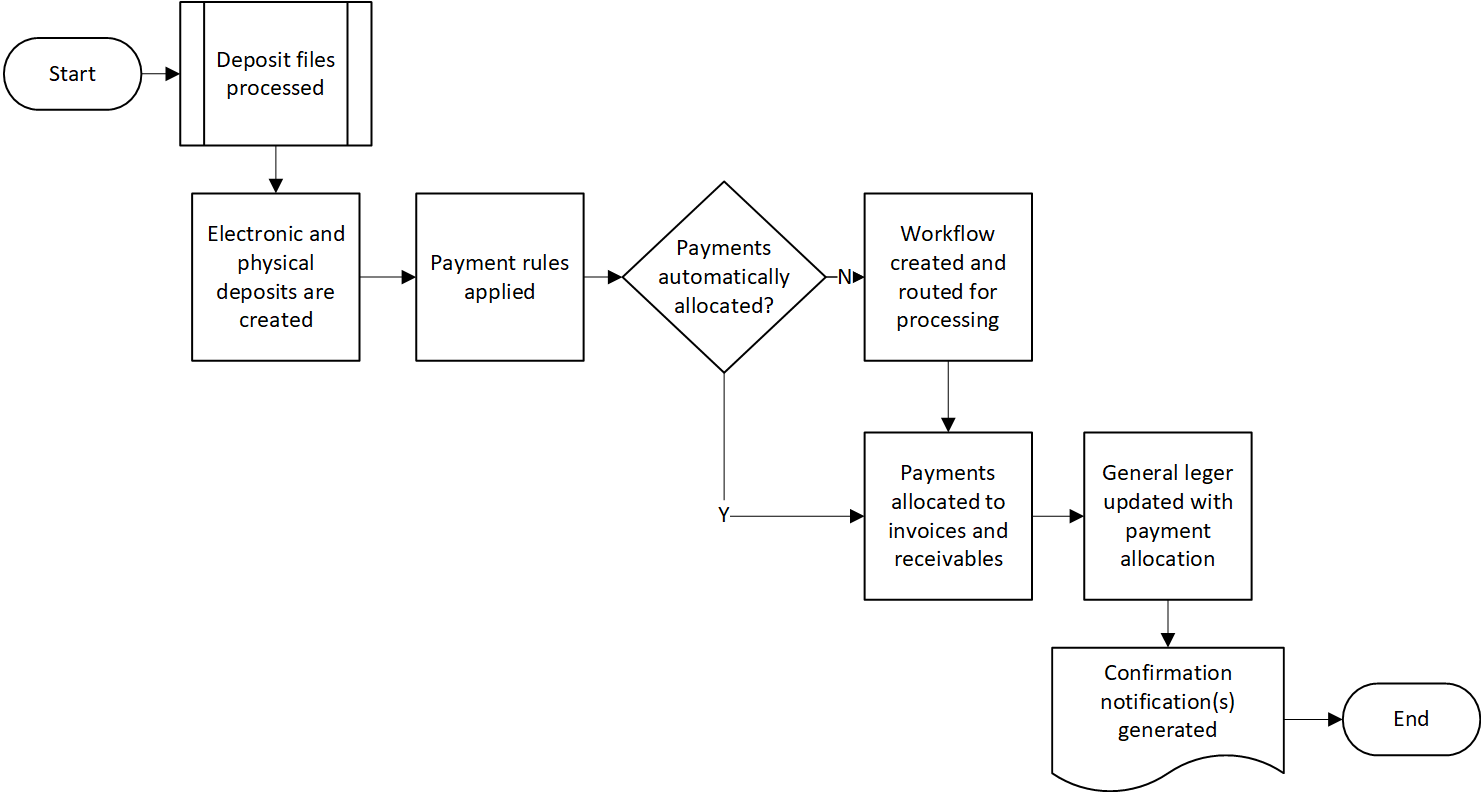 Start
Deposit files
processed
Electronic and
physical
deposits are
created
Payment rules
applied
Payments
automatically
allocated?
N
Workflow
created and
routed for
processing
Y
Payments
allocated to
invoices and
receivables
General leger
updated with
payment
allocation
Confirmation
notification(s)
generated
End